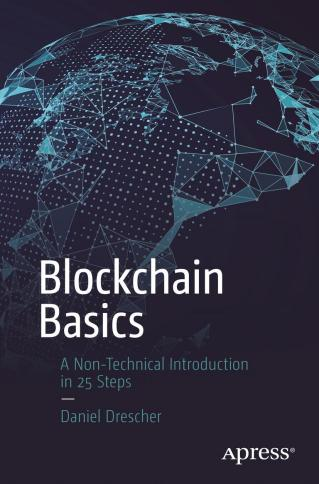 Blockchain
Basics
A Non-Technical Introduction
in 25 Steps
—
Daniel Drescher
Apress®